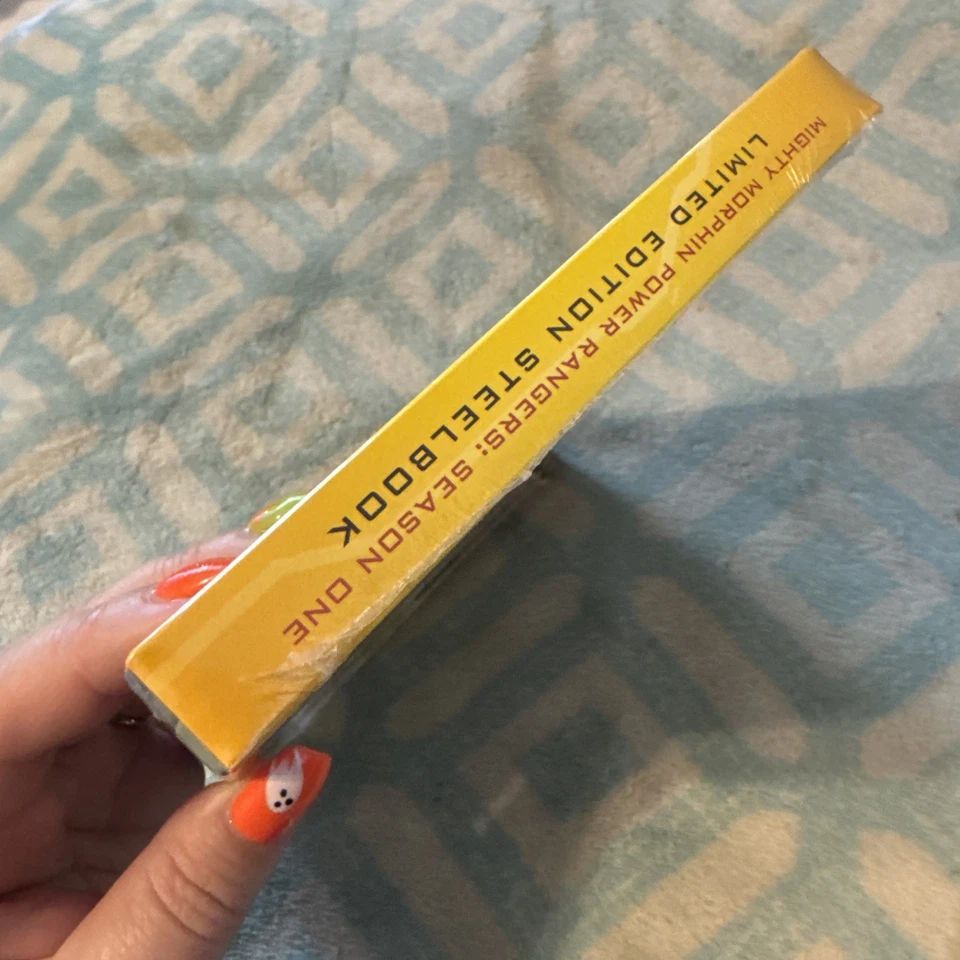 MIGHTY MORPHIN POWER RANGERS: SEASON ONE
LIMITED EDITION STEELBOOK